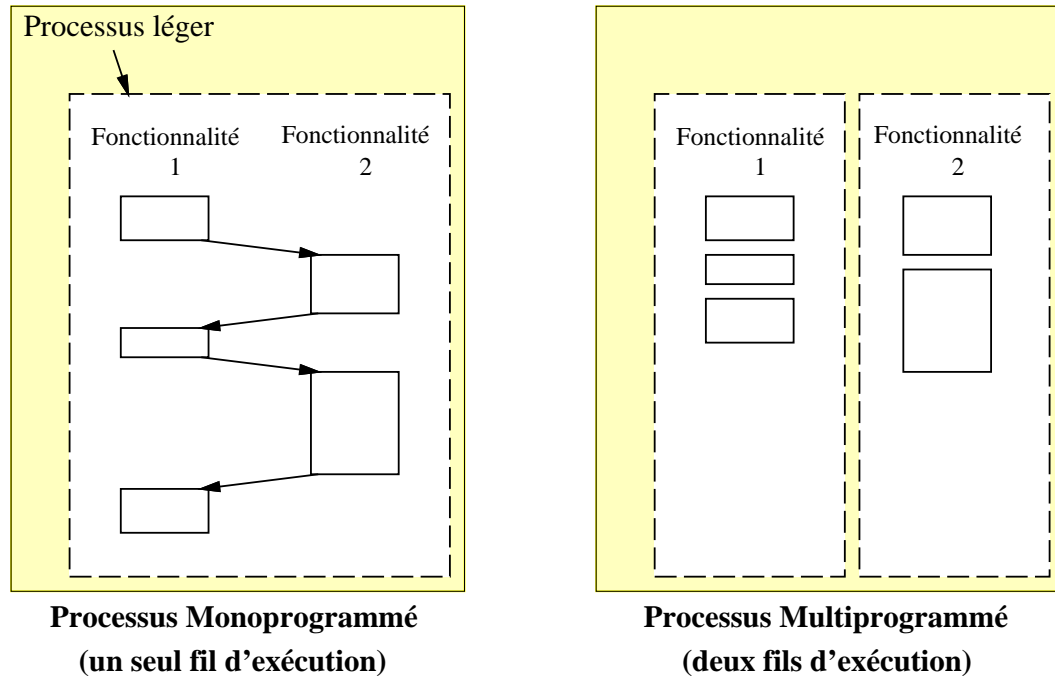 Processus léger
Fonctionnalité
1
Fonctionnalité
2
Processus Monoprogrammé
(un seul fil d'exécution)
Fonctionnalité
1
Fonctionnalité
2
Processus Multiprogrammé
(deux fils d'exécution)